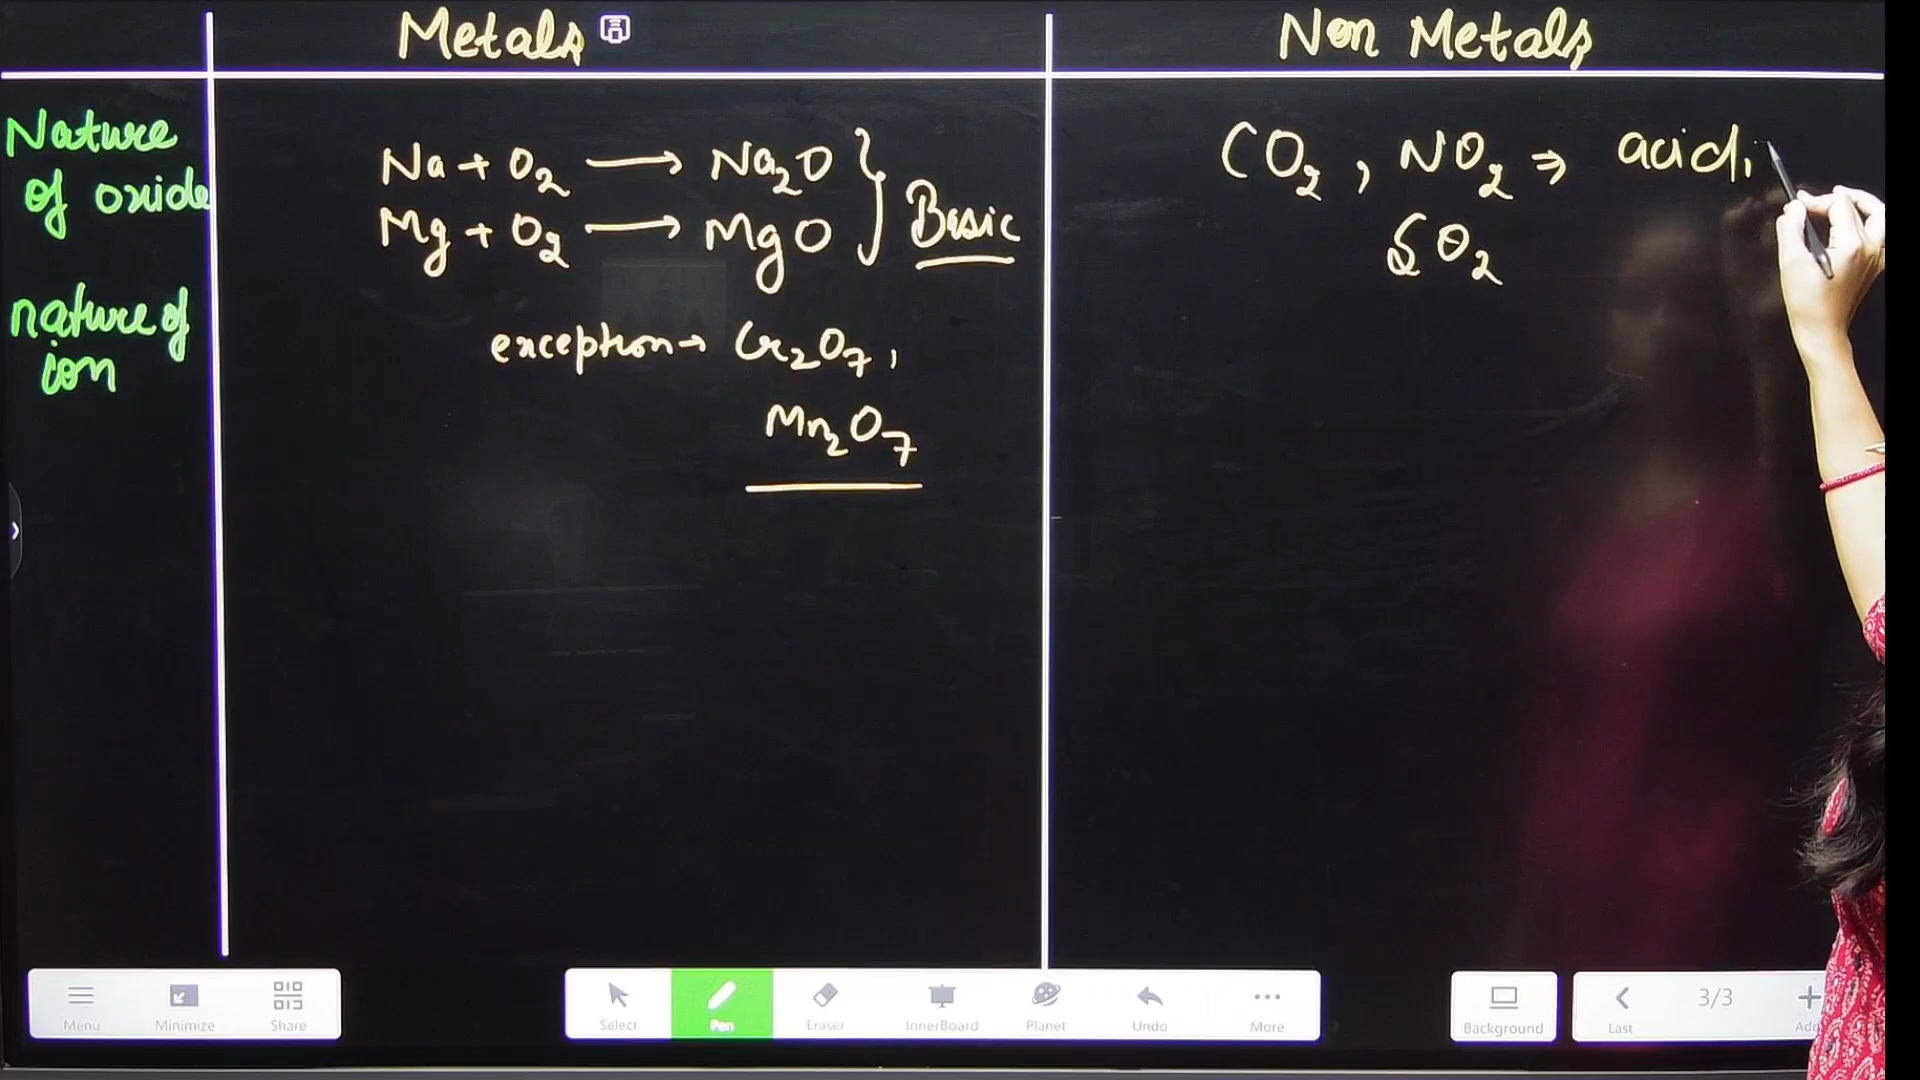 Metals
Non Metals
Nature
of oxide
Na + O2 ⟶ Na2O
Mg + O2 ⟶ MgO
Basic
CO2 , NO2 ⇒ acidi
SO2
nature of
ion
exception → Cr2O7 ,
Mn2O7
Menu
Minimize
Share
Select
Pen
Eraser
InnerBoard
Planet
Undo
More
Background
Last
3/3
Add